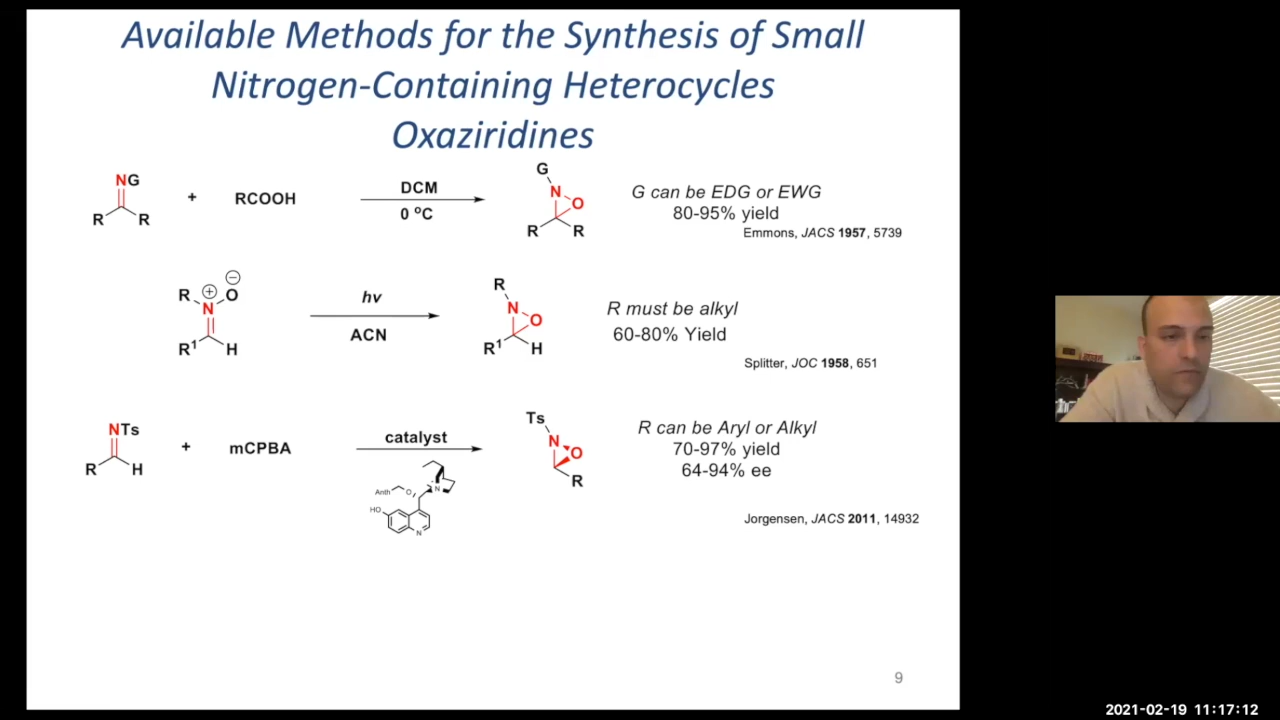 Available Methods for the Synthesis of Small
Nitrogen-Containing Heterocycles
Oxaziridines
NG
R R
+
RCOOH
DCM
0 ºC
G
N
O
R R
G can be EDG or EWG
80-95% yield
Emmons, JACS 1957, 5739
R + − O
N
R1 H
hν
ACN
R
N
O
R1 H
R must be alkyl
60-80% Yield
Splitter, JOC 1958, 651
NTs
R H
+
mCPBA
catalyst
Anth O N
HO
N
Ts
N
O
R
R can be Aryl or Alkyl
70-97% yield
64-94% ee
Jorgensen, JACS 2011, 14932
9
2021-02-19 11:17:12